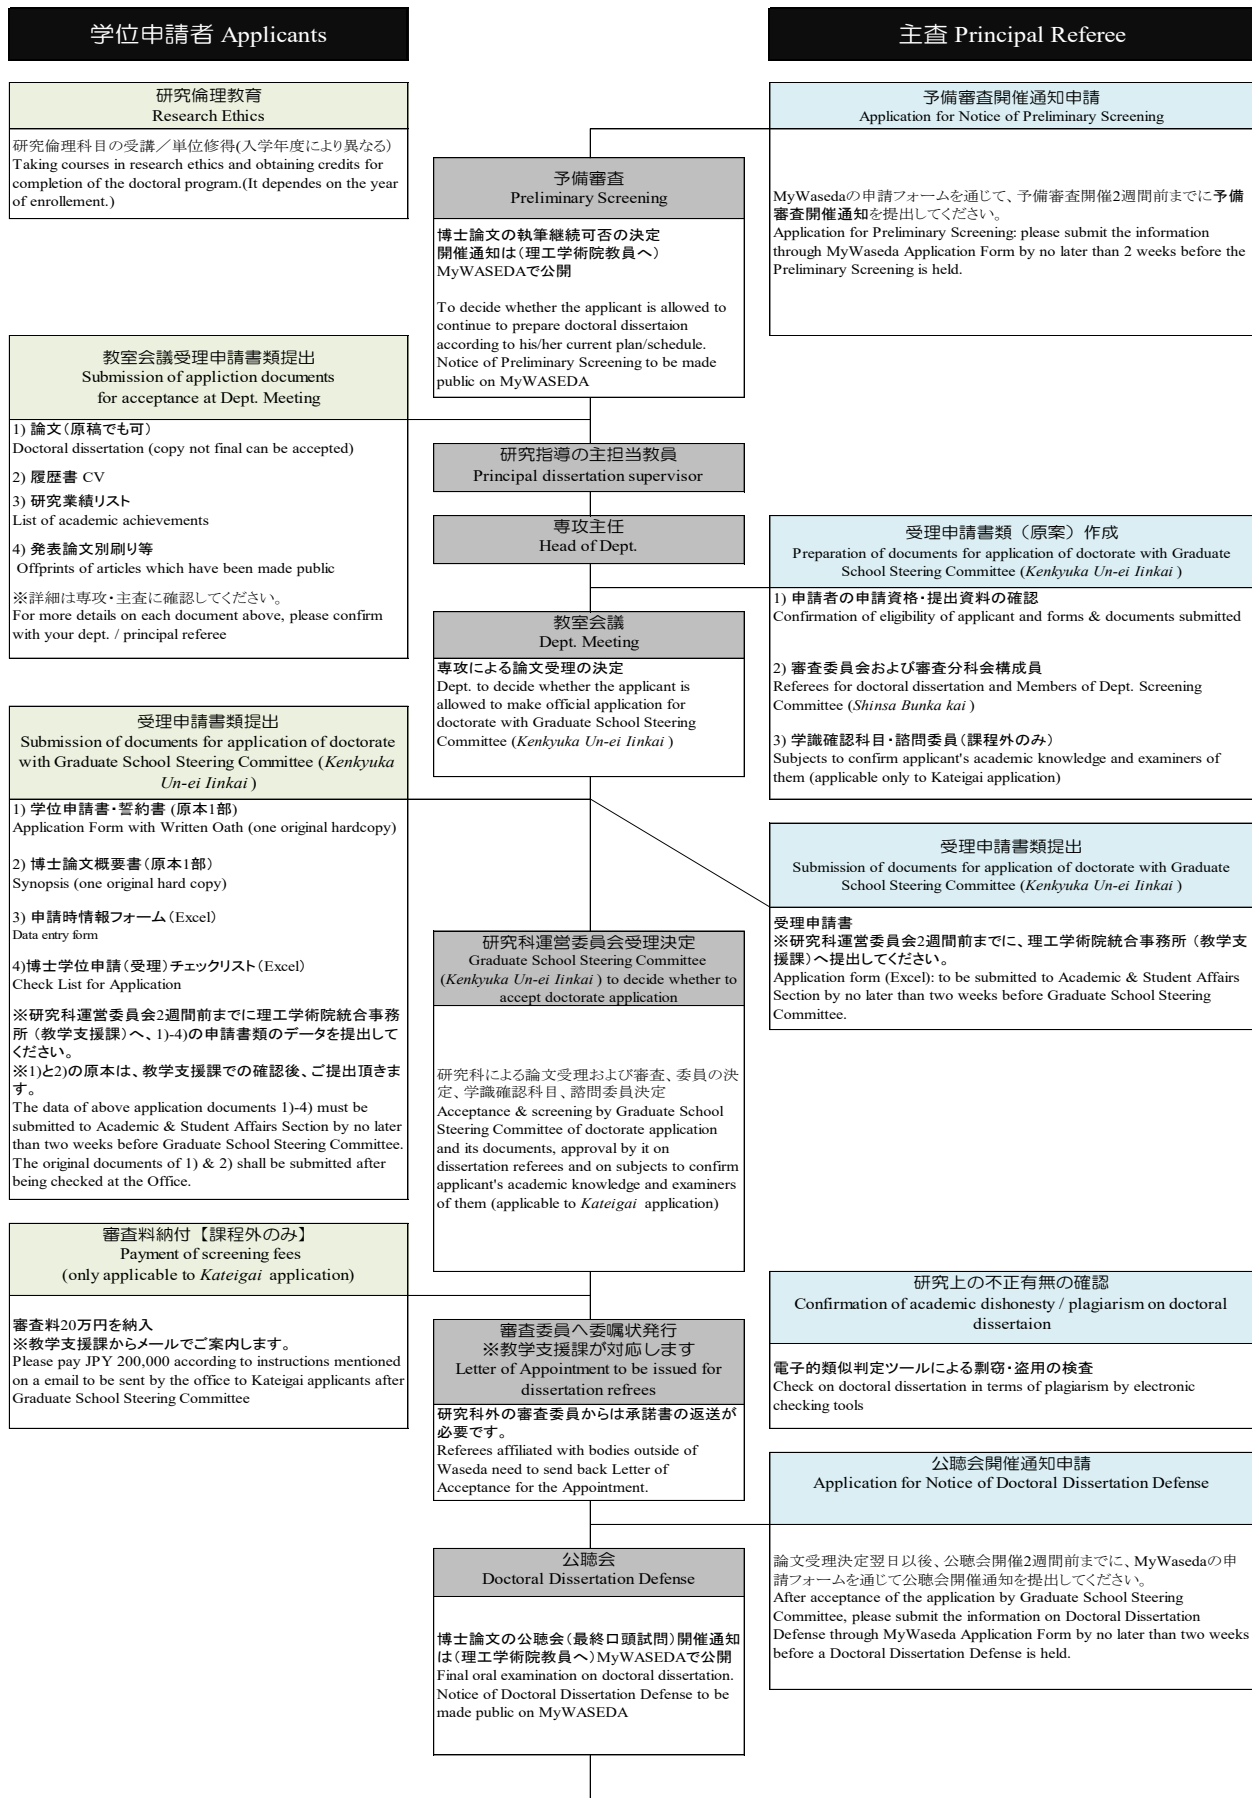 学位申請者 Applicants
主査 Principal Referee
研究倫理教育
Research Ethics
研究倫理科目の受講／単位修得(入学年度により異なる)
Taking courses in research ethics and obtaining credits for
completion of the doctoral program.(It dependes on the year
of enrollement.)
予備審査開催通知申請
Application for Notice of Preliminary Screening
MyWasedaの申請フォームを通じて、予備審査開催2週間前までに予備
審査開催通知を提出してください。
Application for Preliminary Screening: please submit the information
through MyWaseda Application Form by no later than 2 weeks before the
Preliminary Screening is held.
予備審査
Preliminary Screening
博士論文の執筆継続可否の決定
開催通知は（理工学術院教員へ）
MyWASEDAで公開
To decide whether the applicant is allowed to
continue to prepare doctoral dissertaion
according to his/her current plan/schedule.
Notice of Preliminary Screening to be made
public on MyWASEDA
教室会議受理申請書類提出
Submission of appliction documents
for acceptance at Dept. Meeting
1) 論文（原稿でも可）
Doctoral dissertation (copy not final can be accepted)
2) 履歴書 CV
3) 研究業績リスト
List of academic achievements
4) 発表論文別刷り等
Offprints of articles which have been made public
※詳細は専攻・主査に確認してください。
For more details on each document above, please confirm
with your dept. / principal referee
研究指導の主担当教員
Principal dissertation supervisor
専攻主任
Head of Dept.
受理申請書類（原案）作成
Preparation of documents for application of doctorate with Graduate
School Steering Committee (Kenkyuka Un-ei Iinkai )
1) 申請者の申請資格・提出資料の確認
Confirmation of eligibility of applicant and forms & documents submitted
2) 審査委員会および審査分科会構成員
Referees for doctoral dissertation and Members of Dept. Screening
Committee (Shinsa Bunka kai )
3) 学識確認科目・諮問委員（課程外のみ）
Subjects to confirm applicant's academic knowledge and examiners of
them (applicable only to Kateigai application)
教室会議
Dept. Meeting
専攻による論文受理の決定
Dept. to decide whether the applicant is
allowed to make official application for
doctorate with Graduate School Steering
Committee (Kenkyuka Un-ei Iinkai )
受理申請書類提出
Submission of documents for application of doctorate
with Graduate School Steering Committee (Kenkyuka
Un-ei Iinkai )
1) 学位申請書・誓約書 (原本1部)
Application Form with Written Oath (one original hardcopy)
2) 博士論文概要書（原本1部）
Synopsis (one original hard copy)
3) 申請時情報フォーム（Excel）
Data entry form
4)博士学位申請（受理）チェックリスト（Excel）
Check List for Application
※研究科運営委員会2週間前までに理工学術院統合事務
所 （教学支援課）へ、1)-4)の申請書類のデータを提出して
ください。
※1)と2)の原本は、教学支援課での確認後、ご提出頂きま
す。
The data of above application documents 1)-4) must be
submitted to Academic & Student Affairs Section by no later
than two weeks before Graduate School Steering Committee.
The original documents of 1) & 2) shall be submitted after
being checked at the Office.
受理申請書類提出
Submission of documents for application of doctorate with Graduate
School Steering Committee (Kenkyuka Un-ei Iinkai )
受理申請書
※研究科運営委員会2週間前までに、理工学術院統合事務所 （教学支
援課）へ提出してください。
Application form (Excel): to be submitted to Academic & Student Affairs
Section by no later than two weeks before Graduate School Steering
Committee.
研究科運営委員会受理決定
Graduate School Steering Committee
(Kenkyuka Un-ei Iinkai ) to decide whether to
accept doctorate application
研究科による論文受理および審査、委員の決
定、学識確認科目、諮問委員決定
Acceptance & screening by Graduate School
Steering Committee of doctorate application
and its documents, approval by it on
dissertation referees and on subjects to confirm
applicant's academic knowledge and examiners
of them (applicable to Kateigai application)
審査料納付【課程外のみ】
Payment of screening fees
(only applicable to Kateigai application)
審査料20万円を納入
※教学支援課からメールでご案内します。
Please pay JPY 200,000 according to instructions mentioned
on a email to be sent by the office to Kateigai applicants after
Graduate School Steering Committee
研究上の不正有無の確認
Confirmation of academic dishonesty / plagiarism on doctoral
dissertaion
電子的類似判定ツールによる剽窃・盗用の検査
Check on doctoral dissertation in terms of plagiarism by electronic
checking tools
審査委員へ委嘱状発行
※教学支援課が対応します
Letter of Appointment to be issued for
dissertation refrees
研究科外の審査委員からは承諾書の返送が
必要です。
Referees affiliated with bodies outside of
Waseda need to send back Letter of
Acceptance for the Appointment.
公聴会開催通知申請
Application for Notice of Doctoral Dissertation Defense
論文受理決定翌日以後、公聴会開催2週間前までに、MyWasedaの申
請フォームを通じて公聴会開催通知を提出してください。
After acceptance of the application by Graduate School Steering
Committee, please submit the information on Doctoral Dissertation
Defense through MyWaseda Application Form by no later than two weeks
before a Doctoral Dissertation Defense is held.
公聴会
Doctoral Dissertation Defense
博士論文の公聴会（最終口頭試問）開催通知
は（理工学術院教員へ）MyWASEDAで公開
Final oral examination on doctoral dissertation.
Notice of Doctoral Dissertation Defense to be
made public on MyWASEDA